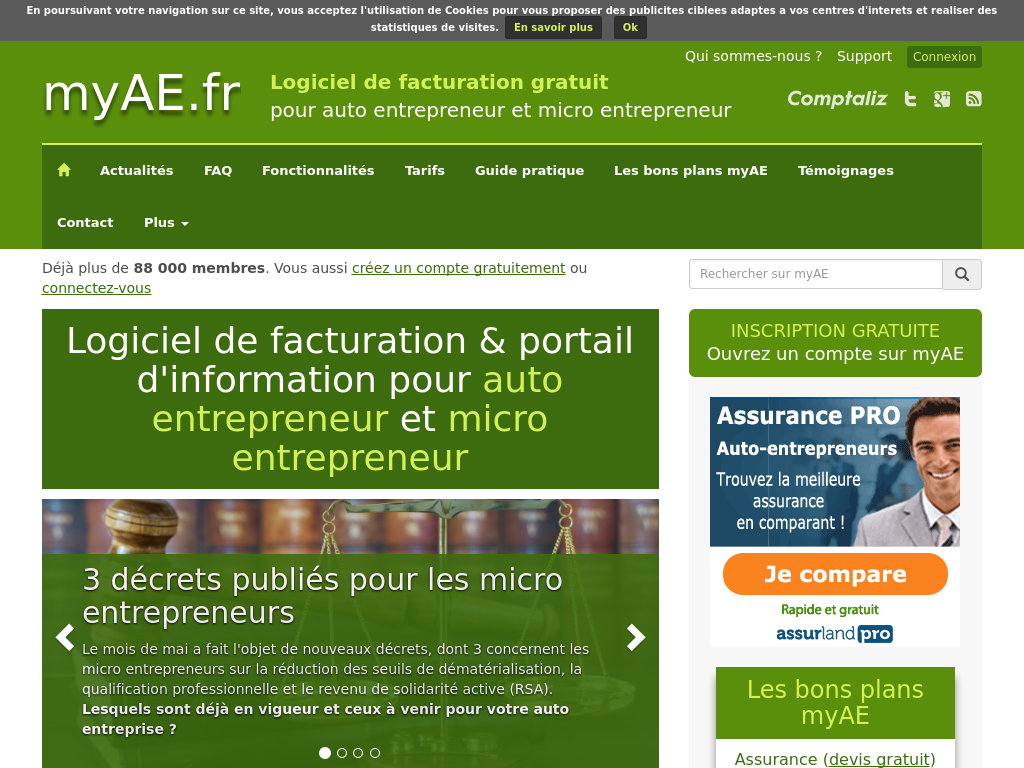 En poursuivant votre navigation sur ce site, vous acceptez l'utilisation de Cookies pour vous proposer des publicites ciblees adaptes a vos centres d'interets et realiser des
statistiques de visites. En savoir plus Ok
Qui sommes-nous ? Support Connexion
myAE.fr
Logiciel de facturation gratuit
pour auto entrepreneur et micro entrepreneur
Comptaliz
Actualités FAQ Fonctionnalités Tarifs Guide pratique Les bons plans myAE Témoignages
Contact Plus
Déjà plus de 88 000 membres. Vous aussi créez un compte gratuitement ou
connectez-vous
Rechercher sur myAE
Logiciel de facturation & portail
d'information pour auto
entrepreneur et micro
entrepreneur
INSCRIPTION GRATUITE
Ouvrez un compte sur myAE
Assurance PRO
Auto-entrepreneurs
Trouvez la meilleure
assurance
en comparant !
Je compare
Rapide et gratuit
assurland pro
3 décrets publiés pour les micro
entrepreneurs
Le mois de mai a fait l'objet de nouveaux décrets, dont 3 concernent les
micro entrepreneurs sur la réduction des seuils de dématérialisation, la
qualification professionnelle et le revenu de solidarité active (RSA).
Lesquels sont déjà en vigueur et ceux à venir pour votre auto
entreprise ?
Les bons plans
myAE
Assurance (devis gratuit)